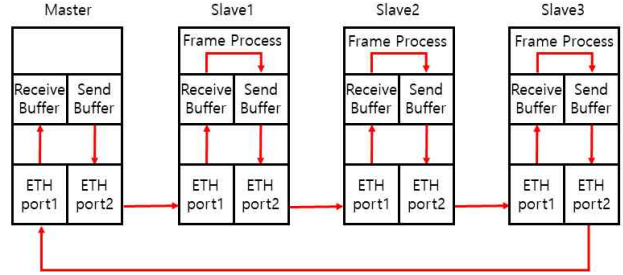 Master Slave1 Slave2 Slave3
Frame Process Frame Process Frame Process
Receive Send Receive Send Receive Send Receive Send
Buffer Buffer Buffer Buffer Buffer Buffer Buffer Buffer
ETH ETH ETH ETH ETH ETH ETH ETH
port1 port2 port1 port2 port1 port2 port1 port2